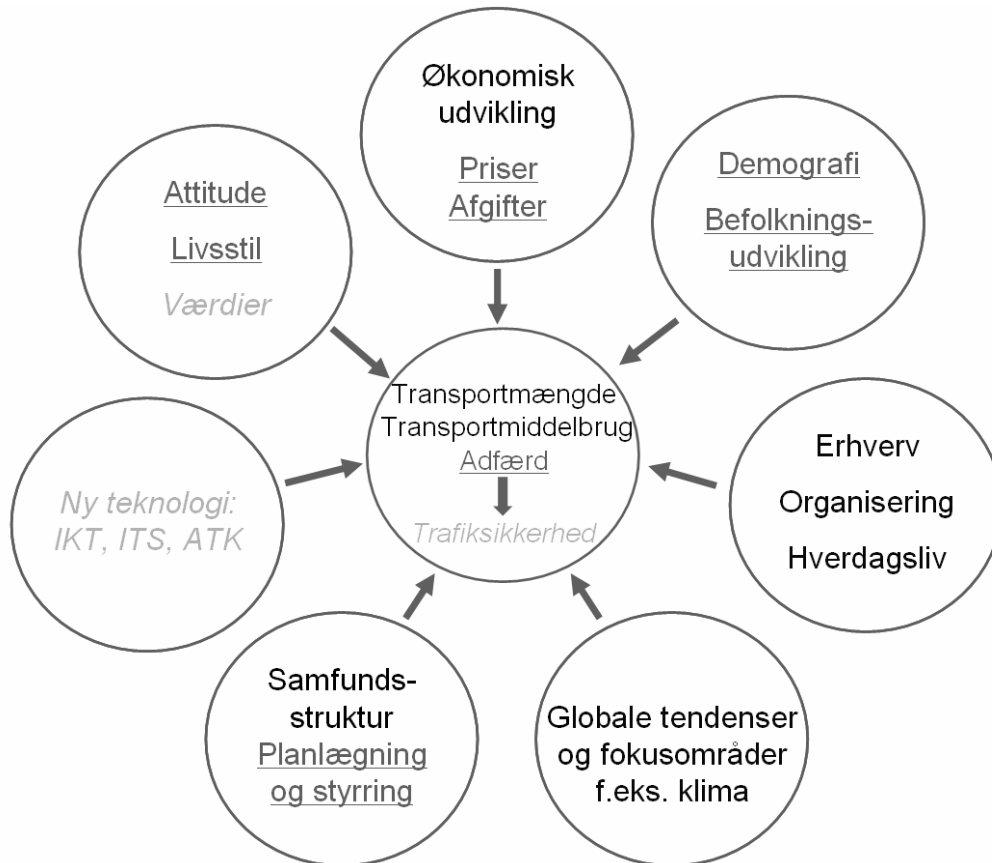 Økonomisk
udvikling
Priser
Afgifter
Demografi
Befolknings-
udvikling
Attitude
Livsstil
Værdier
Transportmængde
Transportmiddelbrug
Adfærd
Trafiksikkerhed
Erhverv
Organisering
Hverdagsliv
Ny teknologi:
IKT, ITS, ATK
Samfunds-
struktur
Planlægning
og styrring
Globale tendenser
og fokusområder
f.eks. klima